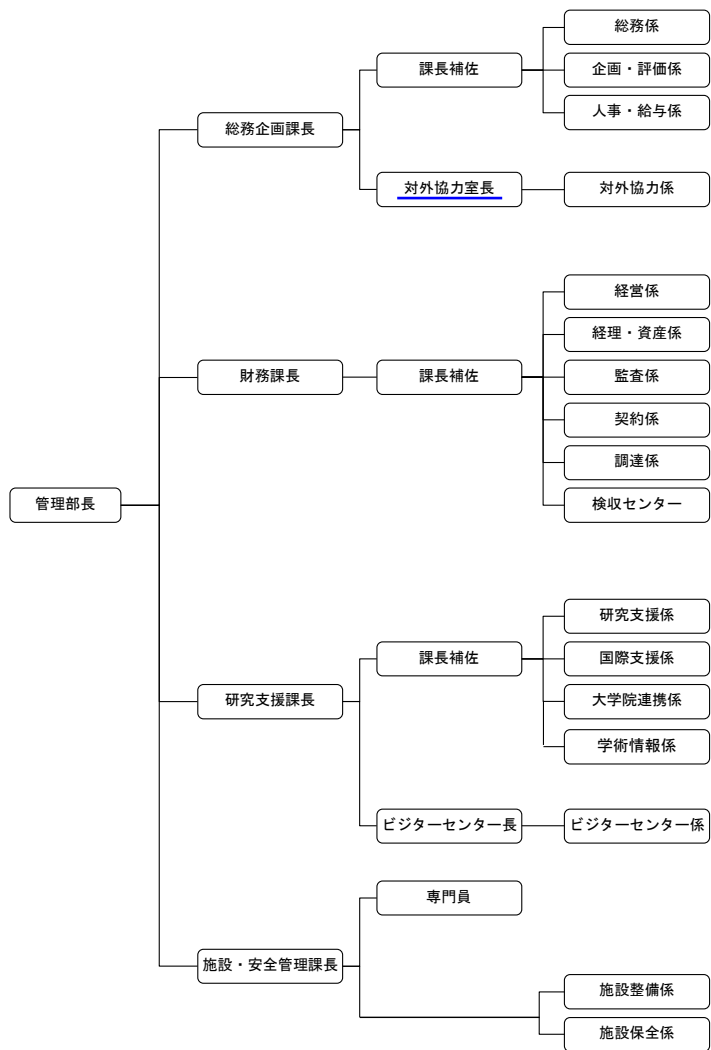 総務係
課長補佐
企画・評価係
人事・給与係
総務企画課長
対外協力室長
対外協力係
経営係
経理・資産係
財務課長
課長補佐
監査係
契約係
調達係
検収センター
管理部長
研究支援係
課長補佐
国際支援係
研究支援課長
大学院連携係
学術情報係
ビジターセンター長
ビジターセンター係
専門員
施設・安全管理課長
施設整備係
施設保全係